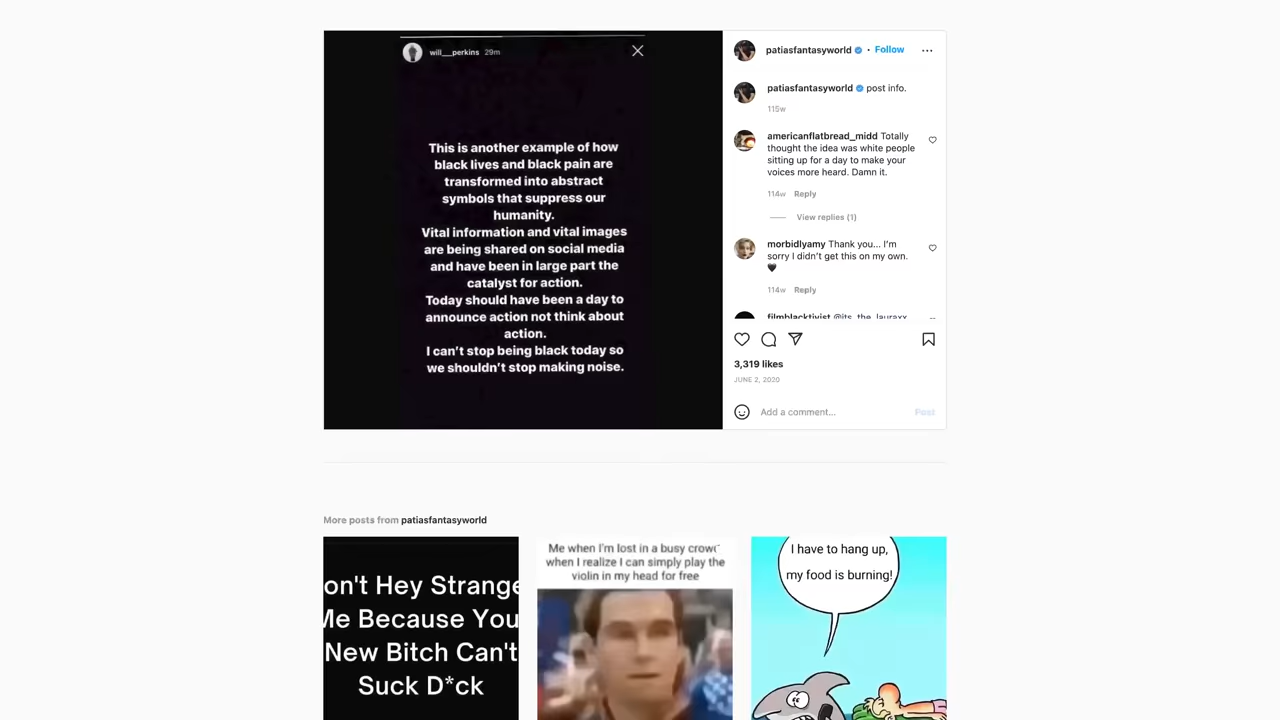 will___perkins 29m
This is another example of how
black lives and black pain are
transformed into abstract
symbols that suppress our
humanity.
Vital information and vital images
are being shared on social media
and have been in large part the
catalyst for action.
Today should have been a day to
announce action not think about
action.
I can't stop being black today so
we shouldn't stop making noise.
patiasfantasyworld • Follow
patiasfantasyworld post info.
115w
americanflatbread_midd Totally
thought the idea was white people
sitting up for a day to make your
voices more heard. Damn it.
114w Reply
View replies (1)
morbidlyamy Thank you... I'm
sorry I didn't get this on my own.
114w Reply
filmblacktivist @its_the_lauraxx
3,319 likes
JUNE 2, 2020
Add a comment...
Post
More posts from patiasfantasyworld
on't Hey Strange
Me Because You
New Bitch Can't
Suck D*ck
Me when I'm lost in a busy crowd
when I realize I can simply play the
violin in my head for free
I have to hang up,
my food is burning!